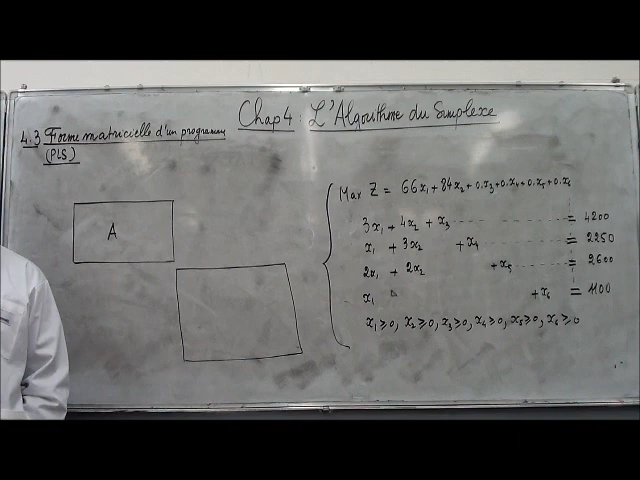 Chap 4 : L'Algorithme du Simplexe
4.3 Forme matricielle d'un programme
(PLS)
A
Max Z = 66x₁ + 84x₂ + 0.x₃ + 0.x₄ + 0.x₅ + 0.x₆
3x₁ + 4x₂ + x₃ = 4200
x₁ + 3x₂ + x₄ = 2250
2x₁ + 2x₂ + x₅ = 2600
x₁ + x₆ = 1100
x₁ ≥ 0, x₂ ≥ 0, x₃ ≥ 0, x₄ ≥ 0, x₅ ≥ 0, x₆ ≥ 0